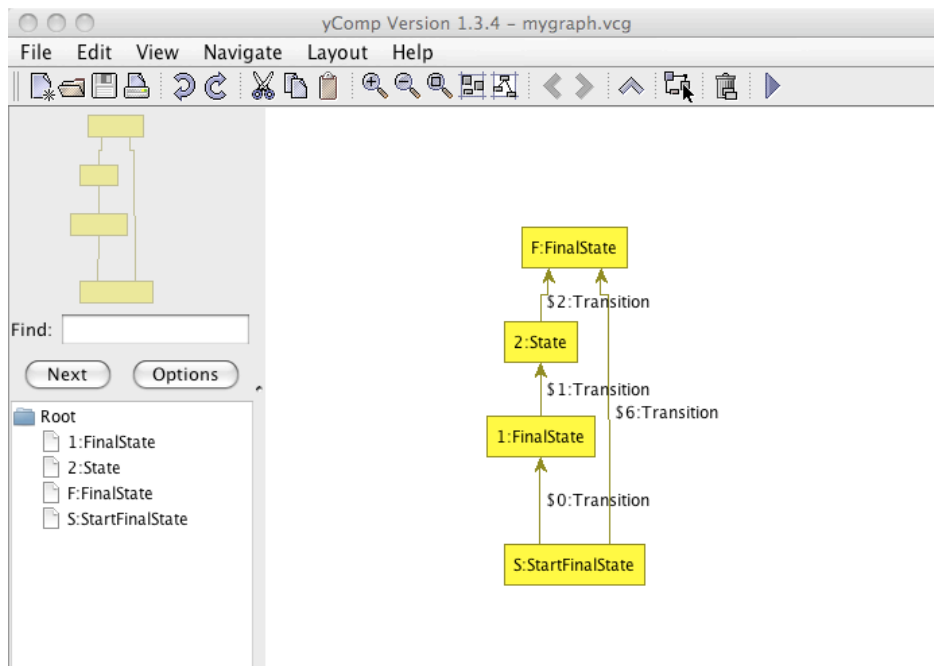 yComp Version 1.3.4 – mygraph.vcg
File Edit View Navigate Layout Help
Find:
Next Options
Root
1:FinalState
2:State
F:FinalState
S:StartFinalState
F:FinalState
$2:Transition
2:State
$1:Transition
$6:Transition
1:FinalState
$0:Transition
S:StartFinalState